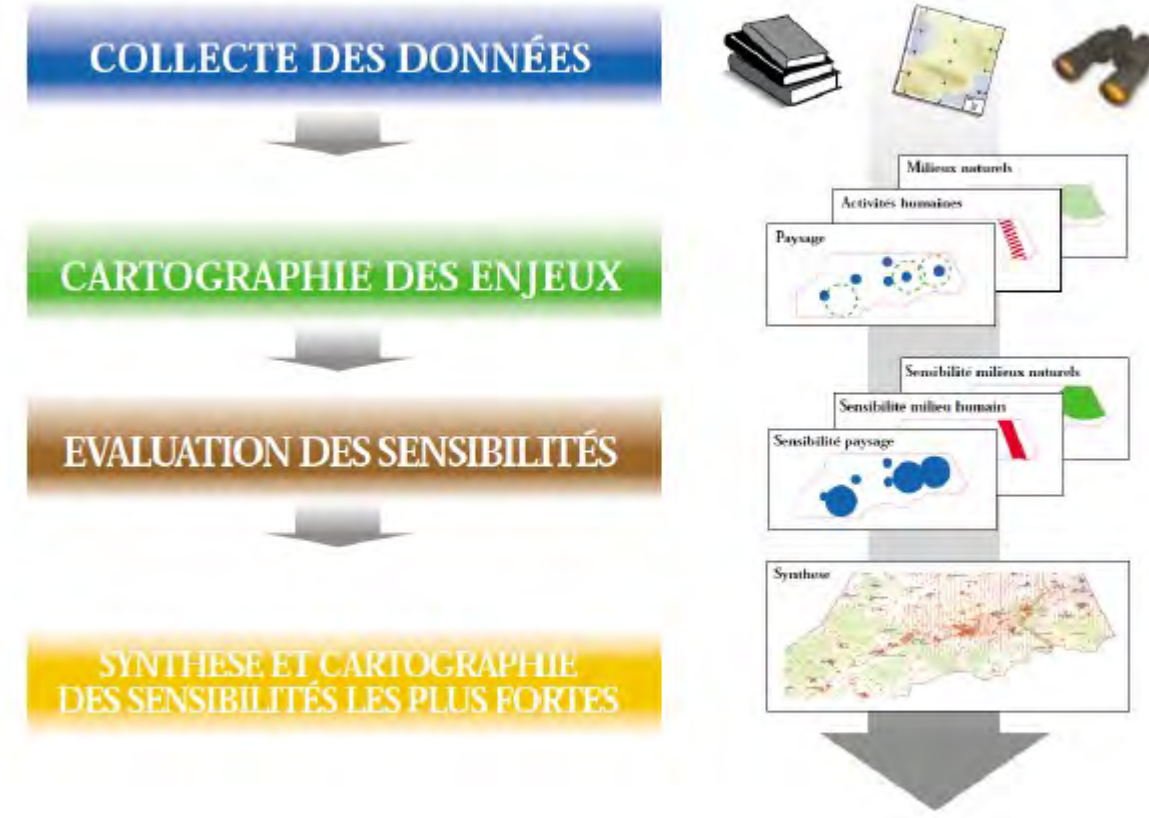 COLLECTE DES DONNÉES
CARTOGRAPHIE DES ENJEUX
EVALUATION DES SENSIBILITÉS
SYNTHESE ET CARTOGRAPHIE
DES SENSIBILITÉS LES PLUS FORTES
Milieux naturels
Activités humaines
Paysage
Sensibilité milieux naturels
Sensibilite milieu humain
Sensibilité paysage
Synthese